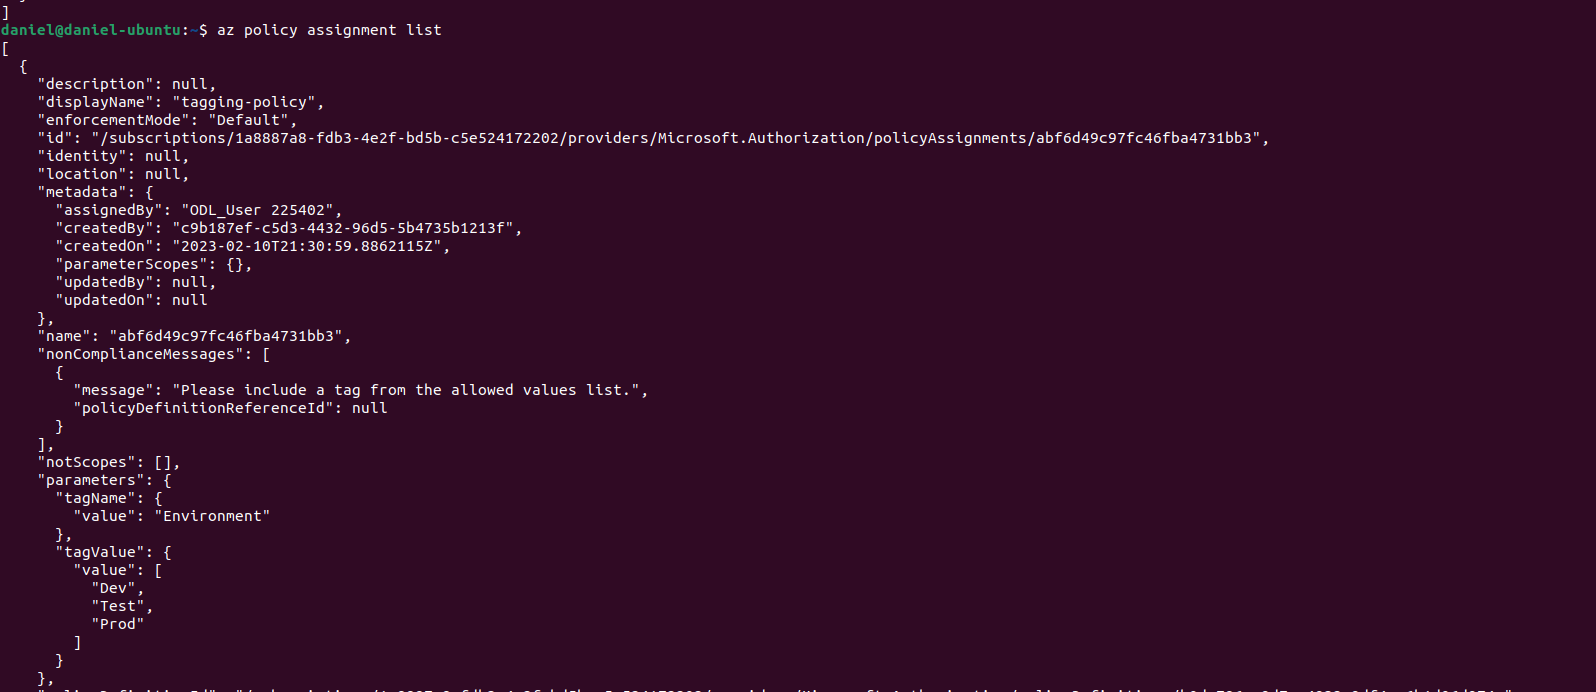 ]
daniel@daniel-ubuntu:~$ az policy assignment list
[
  {
    "description": null,
    "displayName": "tagging-policy",
    "enforcementMode": "Default",
    "id": "/subscriptions/1a8887a8-fdb3-4e2f-bd5b-c5e524172202/providers/Microsoft.Authorization/policyAssignments/abf6d49c97fc46fba4731bb3",
    "identity": null,
    "location": null,
    "metadata": {
      "assignedBy": "ODL_User 225402",
      "createdBy": "c9b187ef-c5d3-4432-96d5-5b4735b1213f",
      "createdOn": "2023-02-10T21:30:59.8862115Z",
      "parameterScopes": {},
      "updatedBy": null,
      "updatedOn": null
    },
    "name": "abf6d49c97fc46fba4731bb3",
    "nonComplianceMessages": [
      {
        "message": "Please include a tag from the allowed values list.",
        "policyDefinitionReferenceId": null
      }
    ],
    "notScopes": [],
    "parameters": {
      "tagName": {
        "value": "Environment"
      },
      "tagValue": {
        "value": [
          "Dev",
          "Test",
          "Prod"
        ]
      }
    },